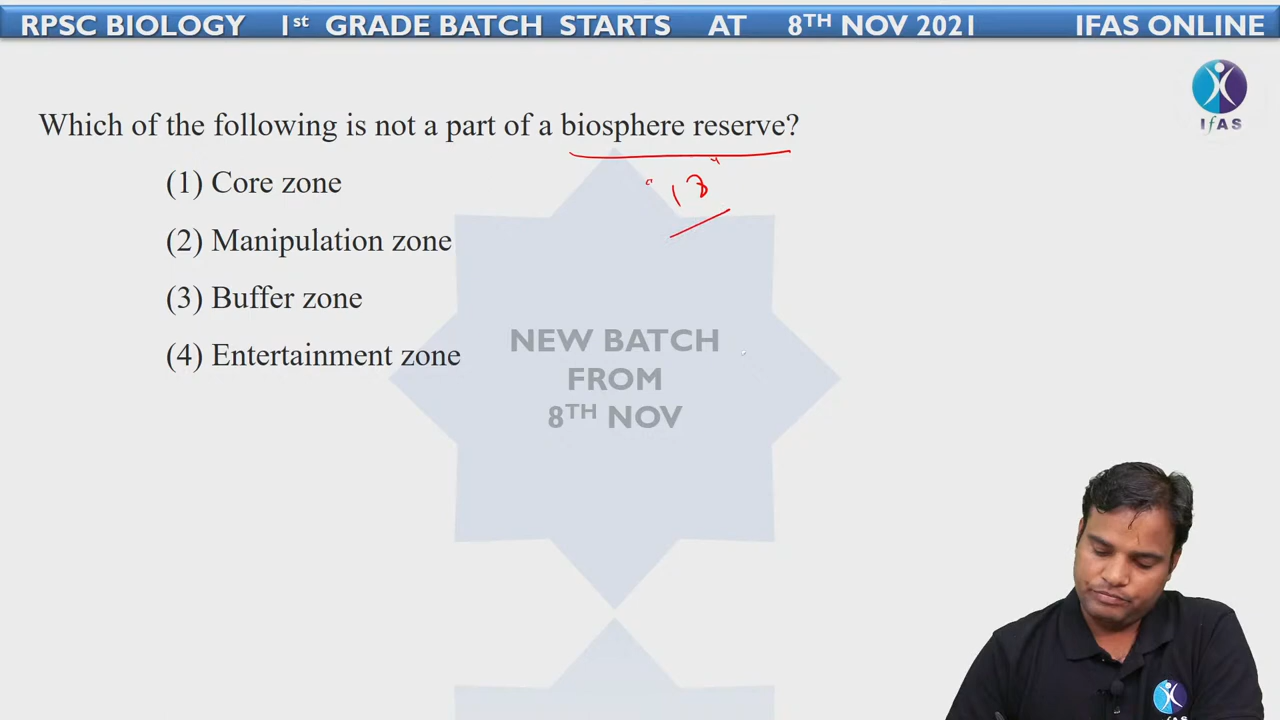 RPSC BIOLOGY 1st GRADE BATCH STARTS AT 8TH NOV 2021 IFAS ONLINE
IfAS
Which of the following is not a part of a biosphere reserve?
18
(1) Core zone
(2) Manipulation zone
(3) Buffer zone
(4) Entertainment zone
NEW BATCH
FROM
8TH NOV
IFAS